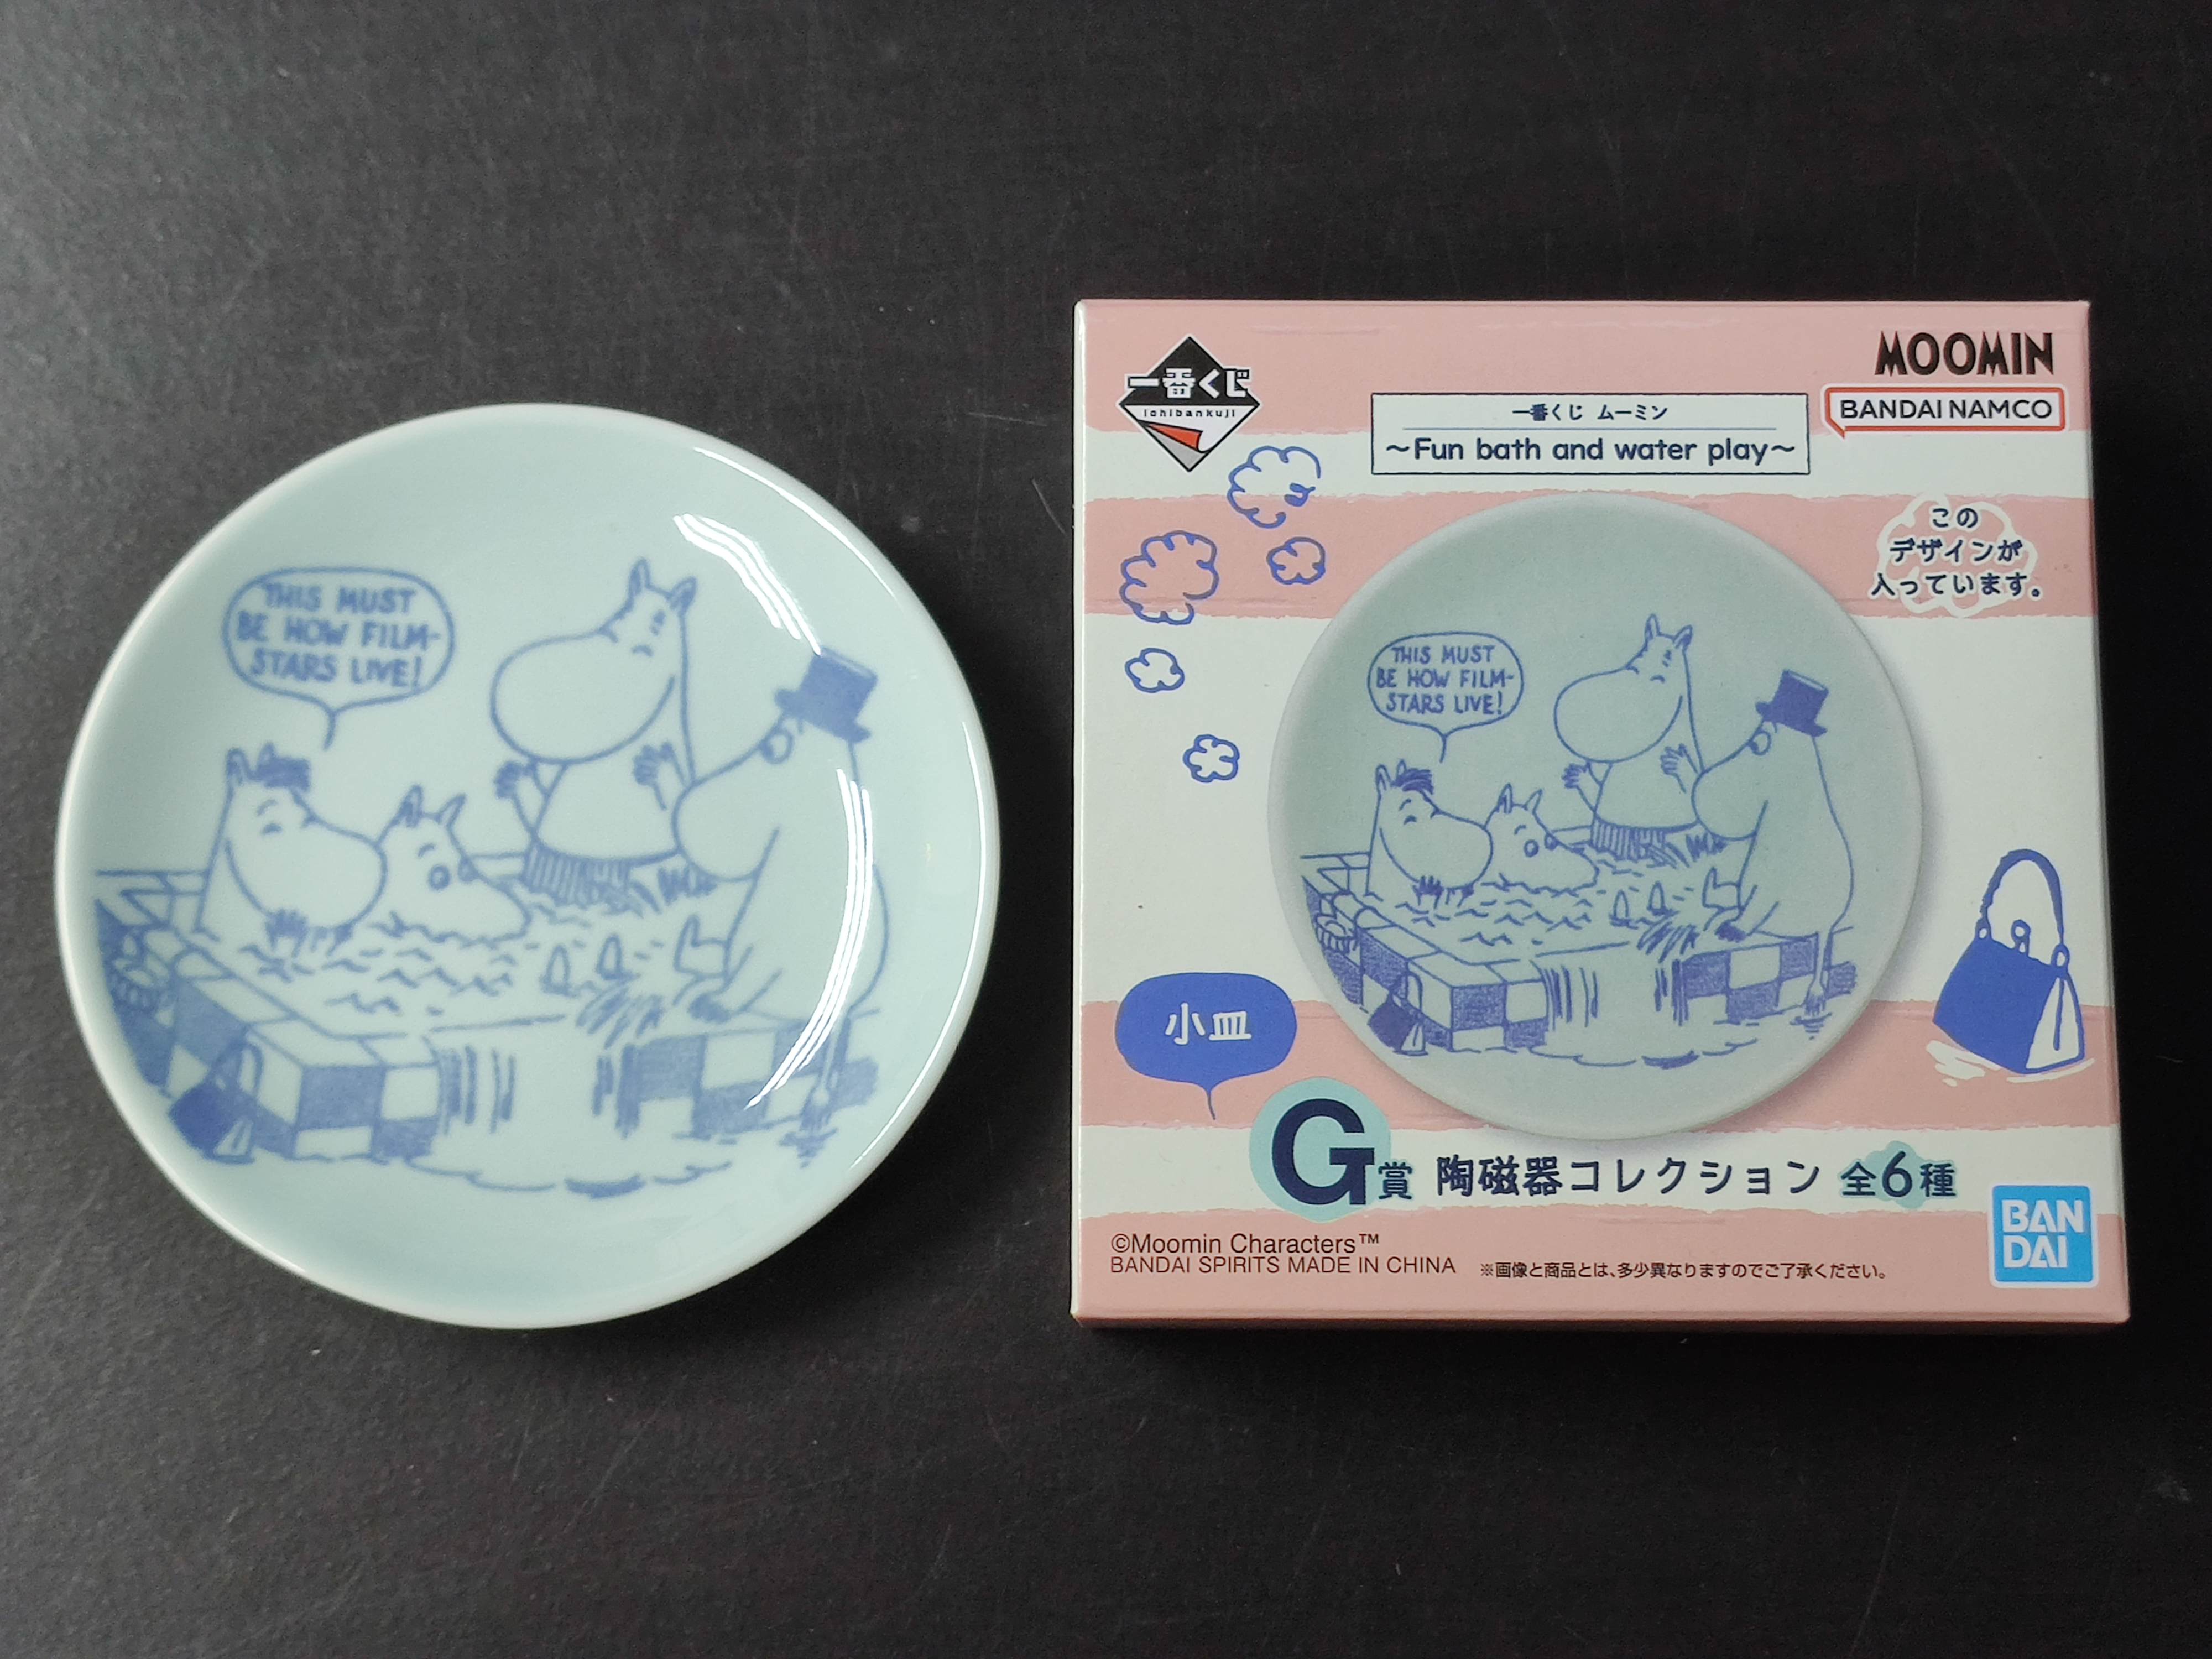 THIS MUST
BE HOW FILM-
STARS LIVE!
一番くじ
ichibankuji
一番くじ ムーミン
～Fun bath and water play～
MOOMIN
BANDAI NAMCO
この
デザインが
入っています。
THIS MUST
BE HOW FILM-
STARS LIVE!
小皿
G賞 陶磁器コレクション 全6種
©Moomin Characters™
BANDAI SPIRITS MADE IN CHINA
※画像と商品とは、多少異なりますのでご了承ください。
BAN
DAI